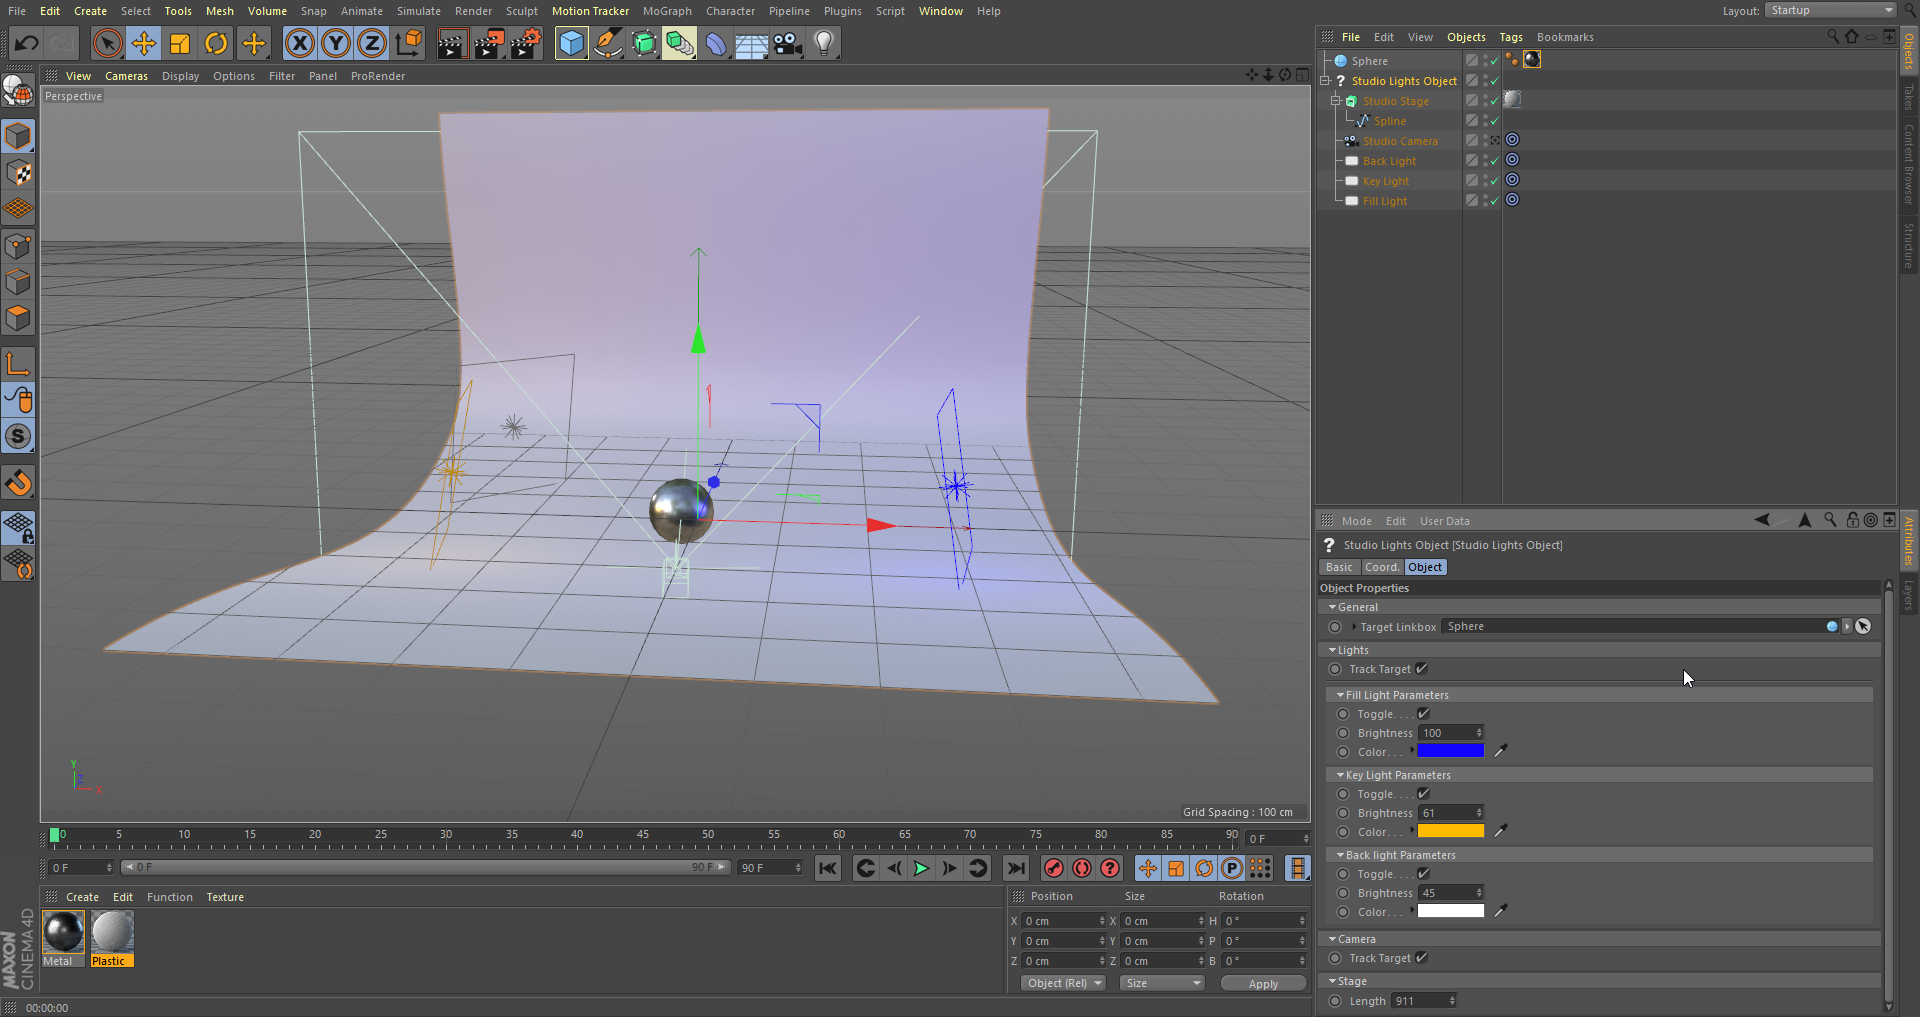 File Edit Create Select Tools Mesh Volume Snap Animate Simulate Render Sculpt Motion Tracker MoGraph Character Pipeline Plugins Script Window Help
Layout: Startup
X Y Z
View Cameras Display Options Filter Panel ProRender
Perspective
File Edit View Objects Tags Bookmarks
Sphere
Studio Lights Object
Studio Stage
Spline
Studio Camera
Back Light
Key Light
Fill Light
Objects
Takes
Content Browser
Structure
Mode Edit User Data
Studio Lights Object [Studio Lights Object]
Basic Coord. Object
Object Properties
General
Target Linkbox Sphere
Lights
Track Target
Fill Light Parameters
Toggle. . . .
Brightness 100
Color. . .
Key Light Parameters
Toggle. . . .
Brightness 61
Color. . .
Back light Parameters
Toggle. . . .
Brightness 45
Color. . .
Camera
Track Target
Stage
Length 911
Attributes
Layers
S
Y
Z
X
Grid Spacing : 100 cm
0 5 10 15 20 25 30 35 40 45 50 55 60 65 70 75 80 85 90 0 F
0 F 0 F 90 F 90 F
P
Create Edit Function Texture
Metal
Plastic
Position Size Rotation
X 0 cm X 0 cm H 0 °
Y 0 cm Y 0 cm P 0 °
Z 0 cm Z 0 cm B 0 °
Object (Rel) Size Apply
MAXON
CINEMA 4D
00:00:00